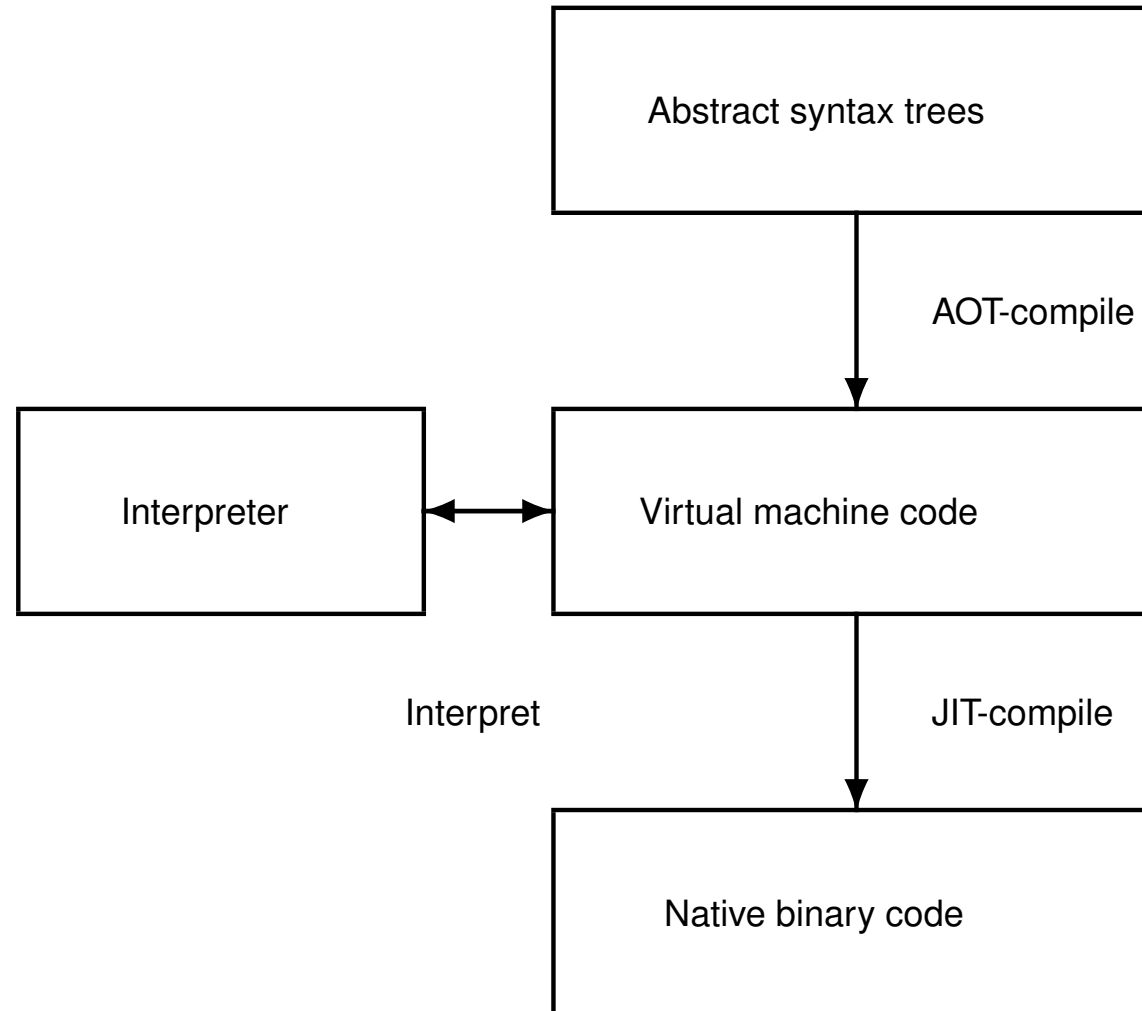 Abstract syntax trees
AOT-compile
Interpreter
Virtual machine code
Interpret
JIT-compile
Native binary code